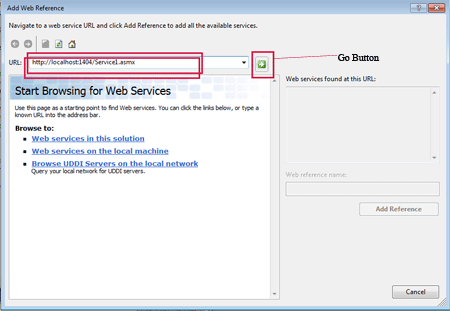 Add Web Reference
Navigate to a web service URL and click Add Reference to add all the available services.
URL: http://localhost:1404/Service1.asmx
Go Button
Start Browsing for Web Services
Use this page as a starting point to find Web services. You can click the links below, or type a
known URL into the address bar.
Browse to:
Web services in this solution
Web services on the local machine
Browse UDDI Servers on the local network
Query your local network for UDDI servers.
Web services found at this URL:
Web reference name:
Add Reference
Cancel